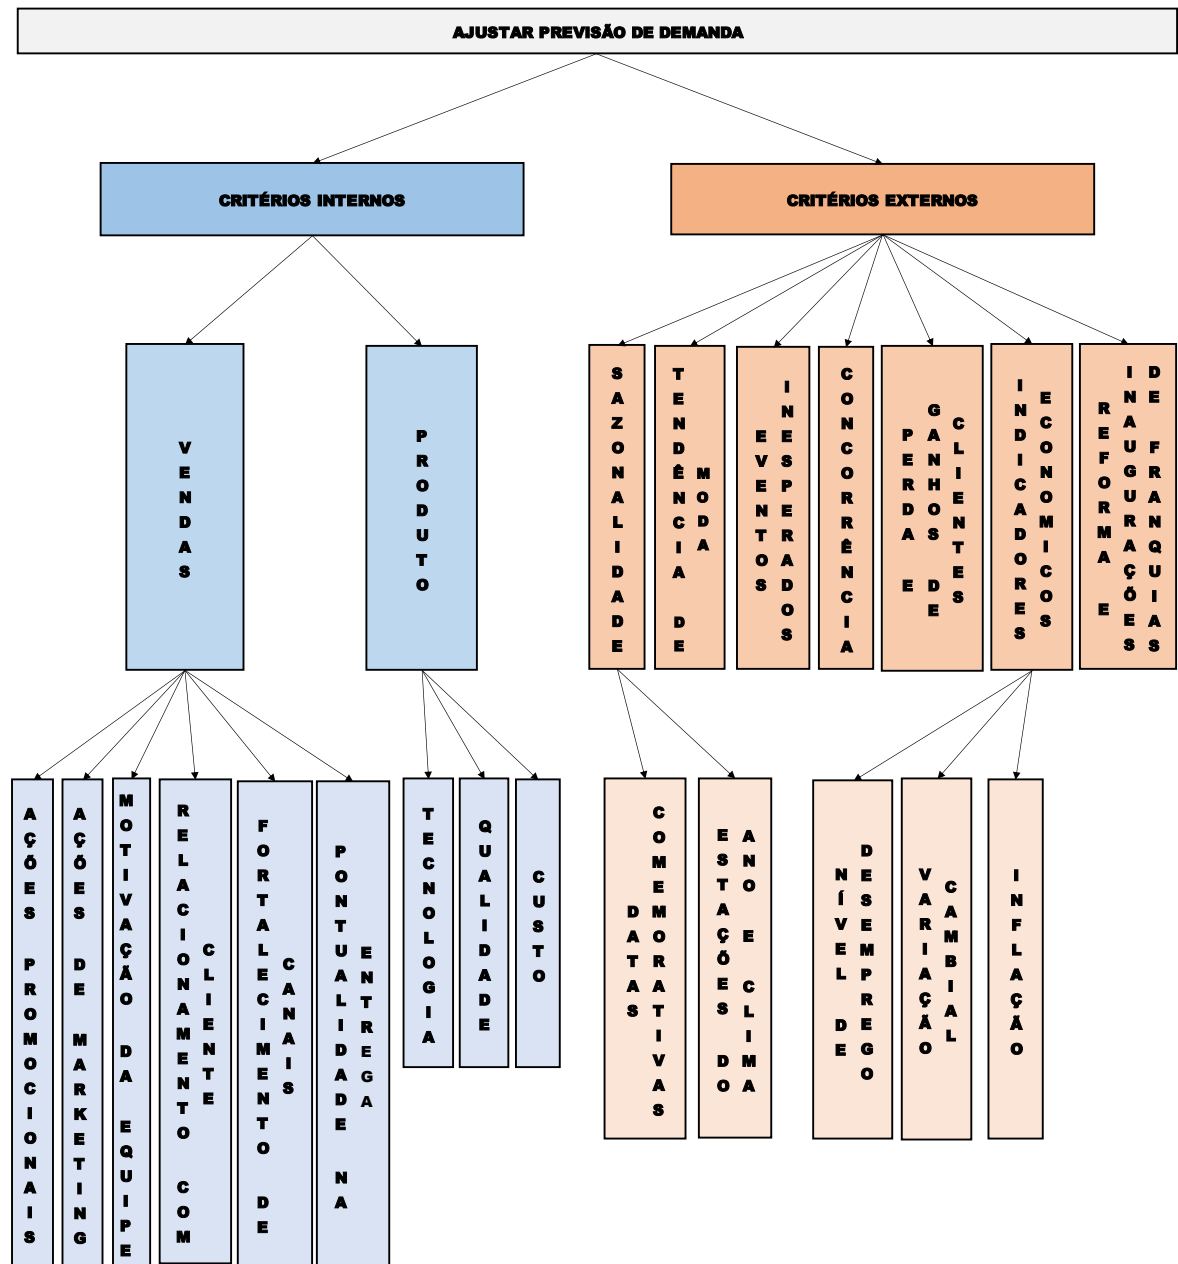 AJUSTAR PREVISÃO DE DEMANDA
CRITÉRIOS INTERNOS
CRITÉRIOS EXTERNOS
VENDAS
PRODUTO
SAZONALIDADE
TENDÊNCIA DE
MODA
EVENTOS
INESPERADOS
CONCORRÊNCIA
PERDA E
GANHOS DE
CLIENTES
INDICADORES
ECONOMICOS
REFORMA E
INAUGURAÇÕES
DE FRANQUIAS
AÇÕES PROMOCIONAIS
AÇÕES DE MARKETING
MOTIVAÇÃO DA EQUIPE
RELACIONAMENTO COM
CLIENTE
FORTALECIMENTO DE
CANAIS
PONTUALIDADE NA
ENTREGA
TECNOLOGIA
QUALIDADE
CUSTO
DATAS
COMEMORATIVAS
ESTAÇÕES DO
ANO E CLIMA
NÍVEL DE
DESEMPREGO
VARIAÇÃO
CAMBIAL
INFLAÇÃO